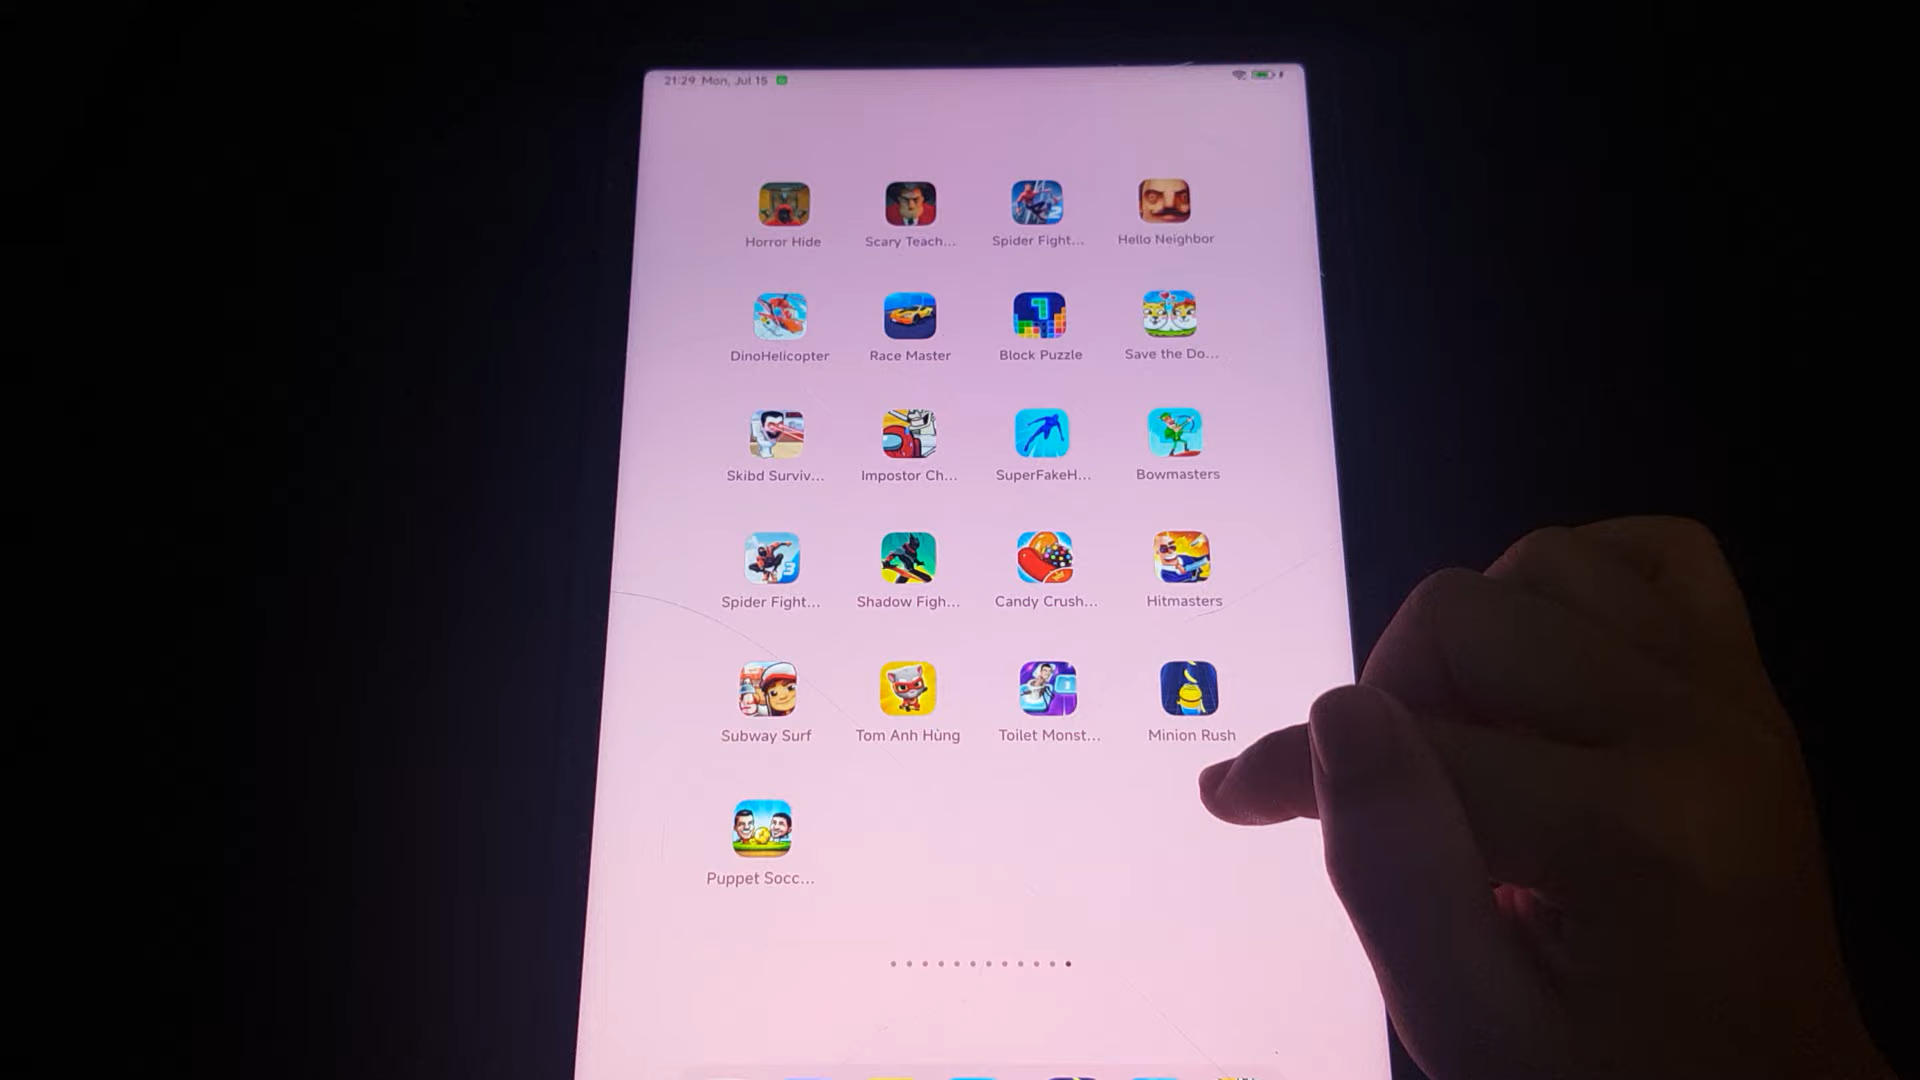 21:29 Mon, Jul 15
Horror Hide
Scary Teach...
Spider Fight...
Hello Neighbor
DinoHelicopter
Race Master
Block Puzzle
Save the Do...
Skibd Surviv...
Impostor Ch...
SuperFakeH...
Bowmasters
2
3
Spider Fight...
Shadow Figh...
Candy Crush...
Hitmasters
Subway Surf
Tom Anh Hùng
Toilet Monst...
Minion Rush
Puppet Socc...